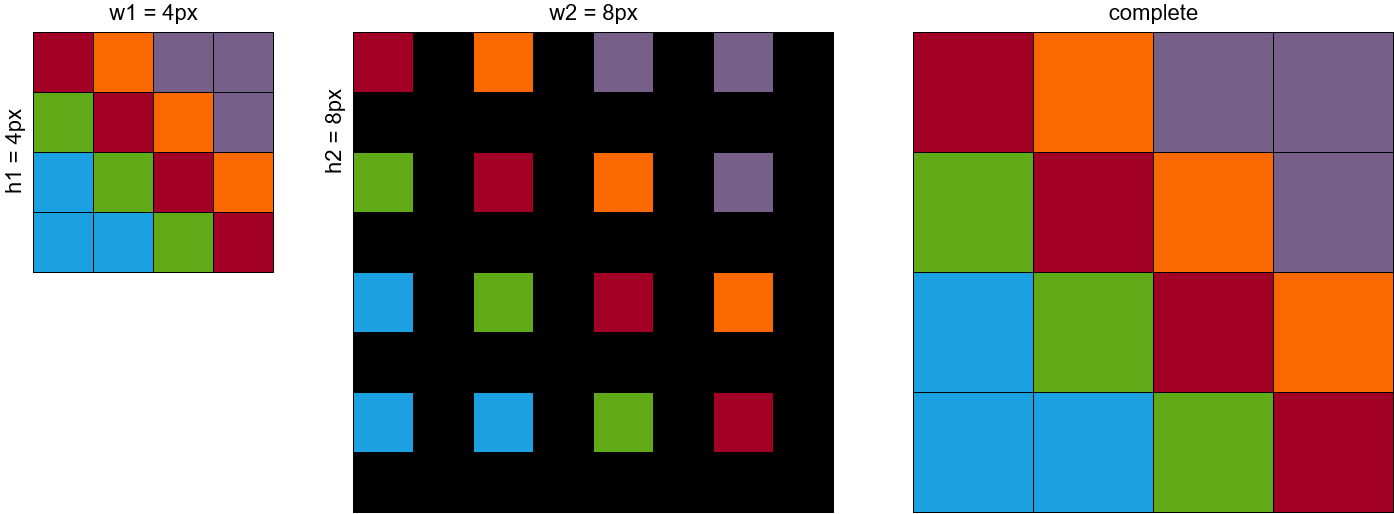 w1 = 4px
h1 = 4px
w2 = 8px
h2 = 8px
complete